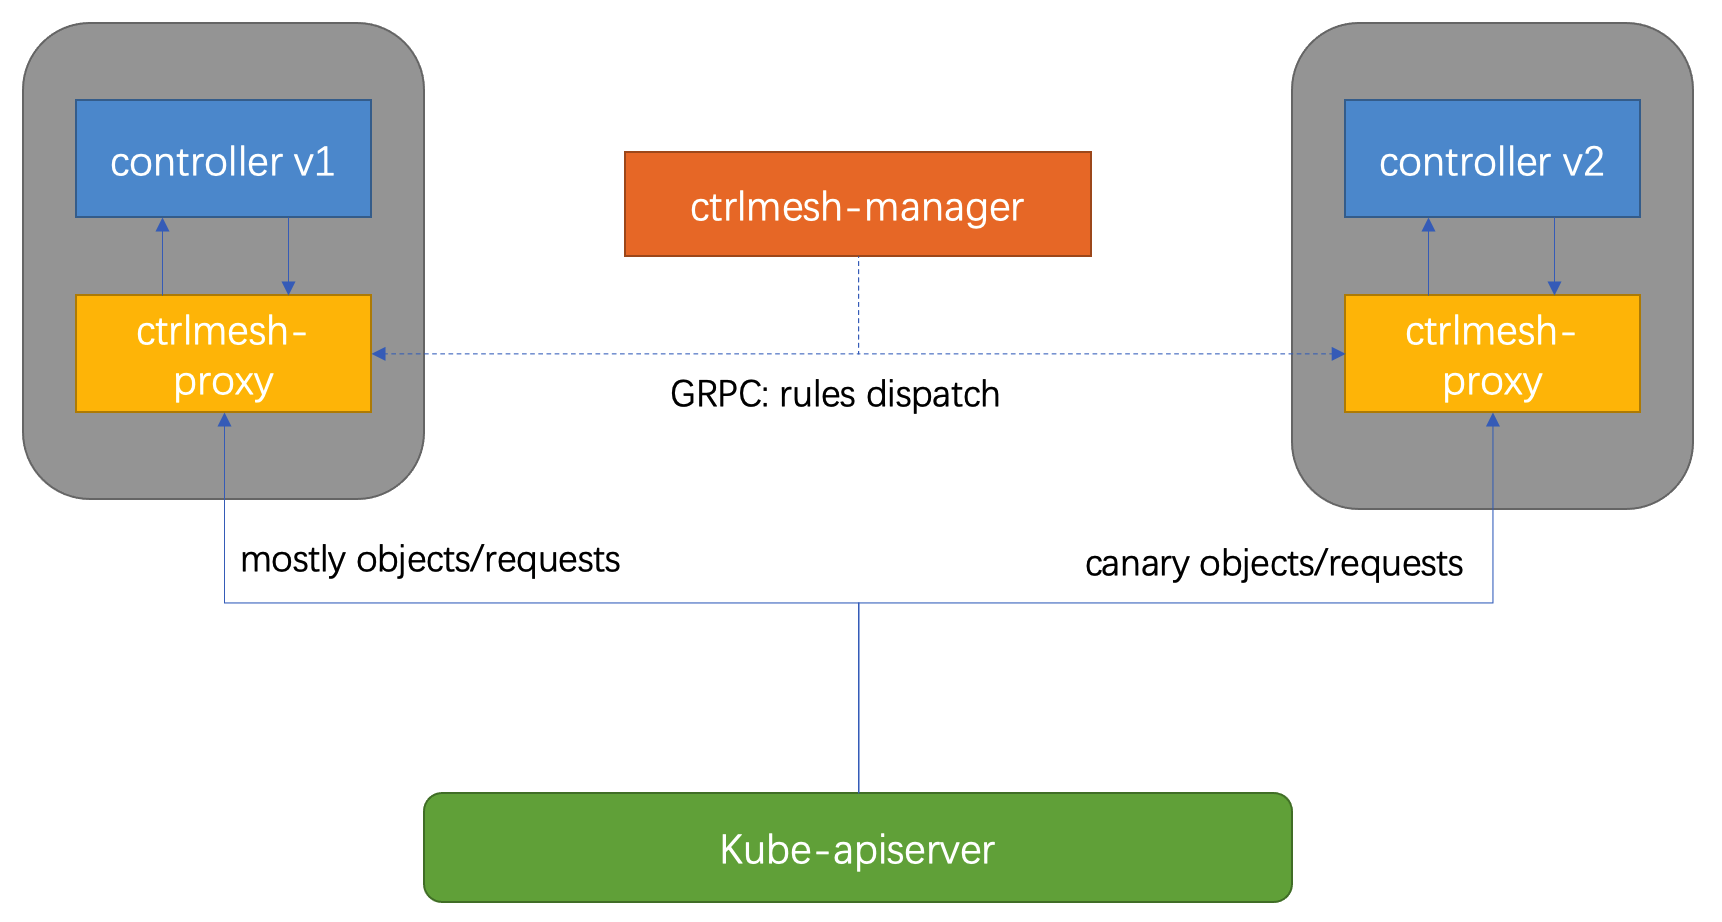 controller v1
controller v2
ctrlmesh-manager
ctrlmesh-
proxy
ctrlmesh-
proxy
GRPC: rules dispatch
mostly objects/requests
canary objects/requests
Kube-apiserver